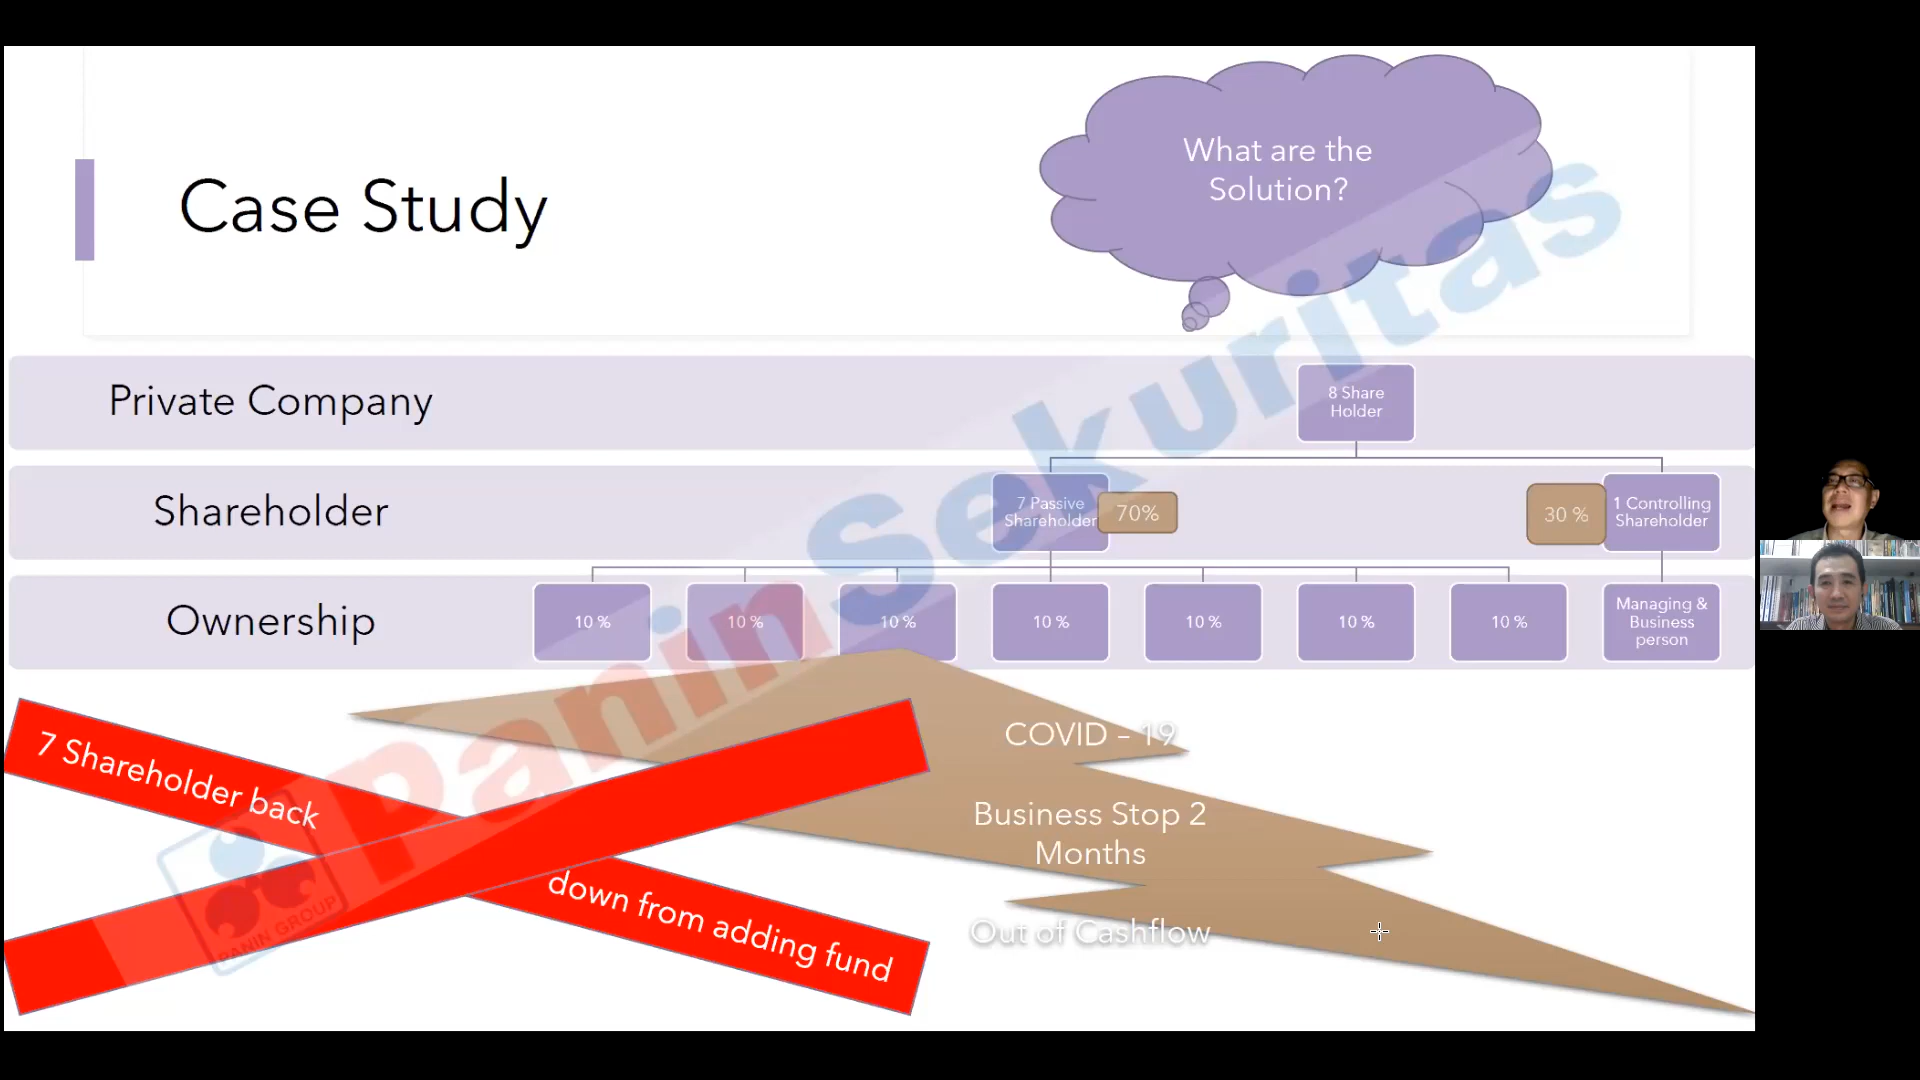 What are the
Solution?
Case Study
Private Company
8 Share
Holder
Shareholder
7 Passive
Shareholder
70%
30 %
1 Controlling
Shareholder
Ownership
10 %
10 %
10 %
10 %
10 %
10 %
10 %
Managing &
Business
person
COVID – 19
Business Stop 2
Months
Out of Cashflow
7 Shareholder back
down from adding fund
PaninSekuritas
PANIN GROUP